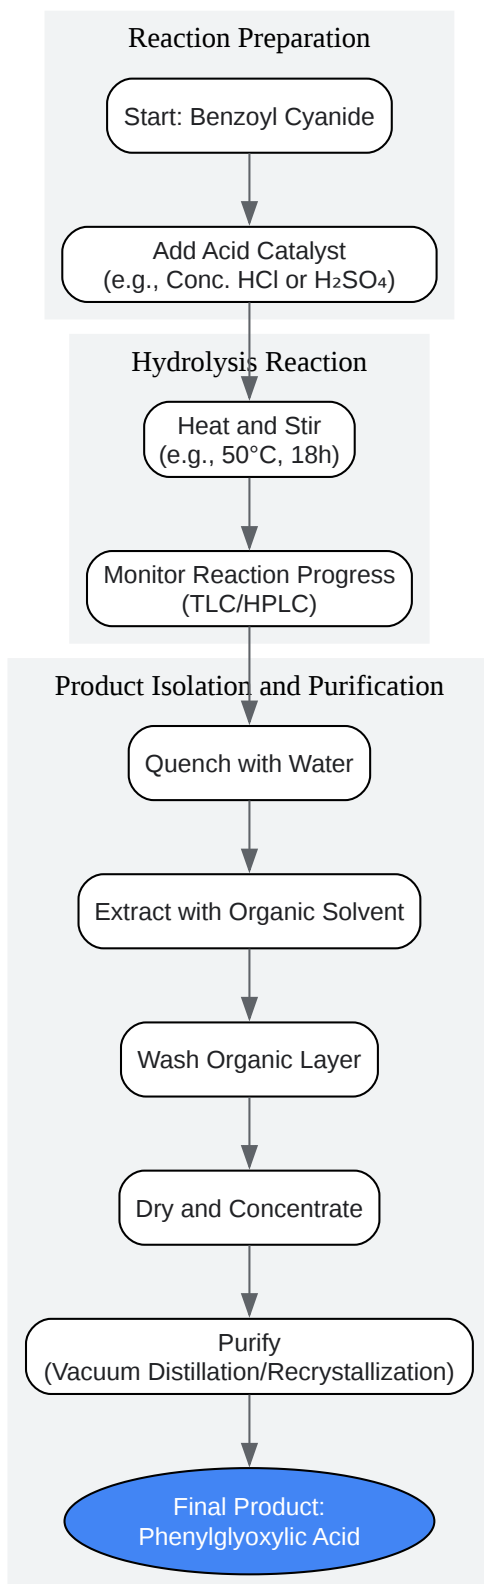 Reaction Preparation
Start: Benzoyl Cyanide
Add Acid Catalyst
(e.g., Conc. HCl or H₂SO₄)
Hydrolysis Reaction
Heat and Stir
(e.g., 50°C, 18h)
Monitor Reaction Progress
(TLC/HPLC)
Product Isolation and Purification
Quench with Water
Extract with Organic Solvent
Wash Organic Layer
Dry and Concentrate
Purify
(Vacuum Distillation/Recrystallization)
Final Product:
Phenylglyoxylic Acid